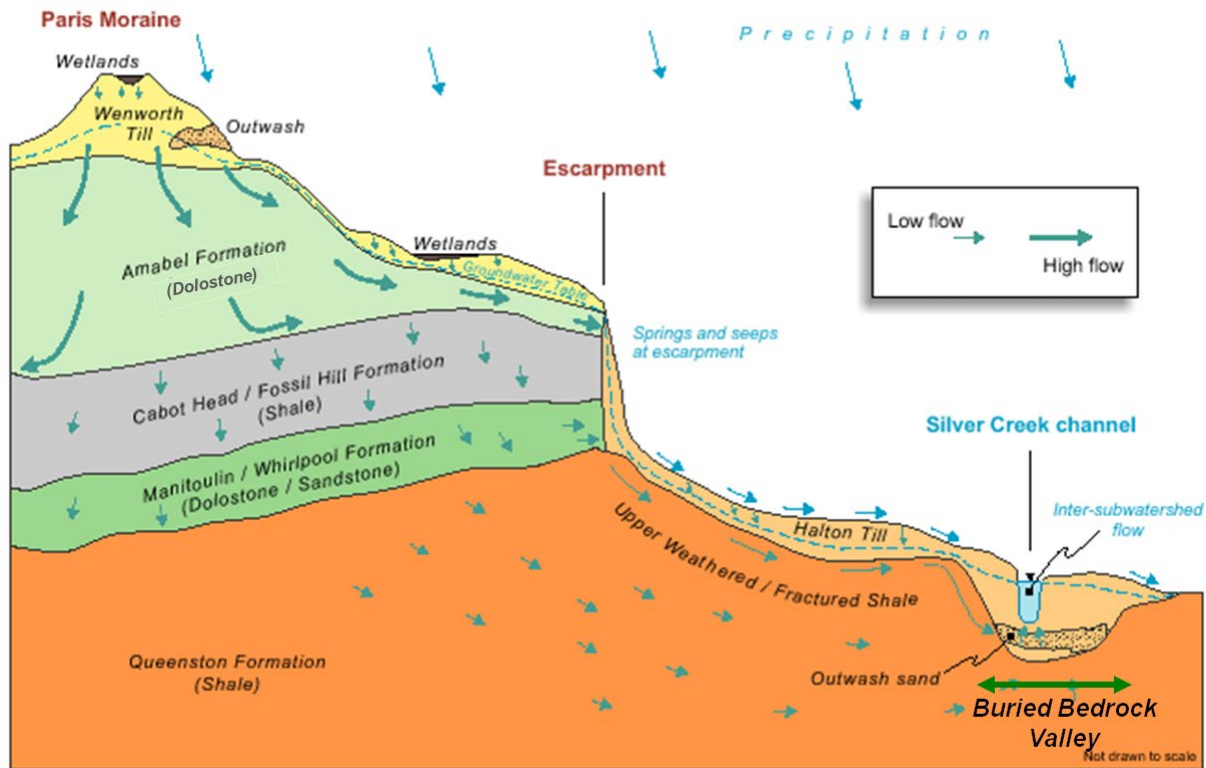 Paris Moraine
P r e c i p i t a t i o n
Wetlands
Wenworth
Till
Outwash
Escarpment
Low flow
High flow
Wetlands
Groundwater Table
Amabel Formation
(Dolostone)
Springs and seeps
at escarpment
Cabot Head / Fossil Hill Formation
(Shale)
Silver Creek channel
Manitoulin / Whirlpool Formation
(Dolostone / Sandstone)
Inter-subwatershed
flow
Halton Till
Upper Weathered / Fractured Shale
Queenston Formation
(Shale)
Outwash sand
Buried Bedrock
Valley
Not drawn to scale